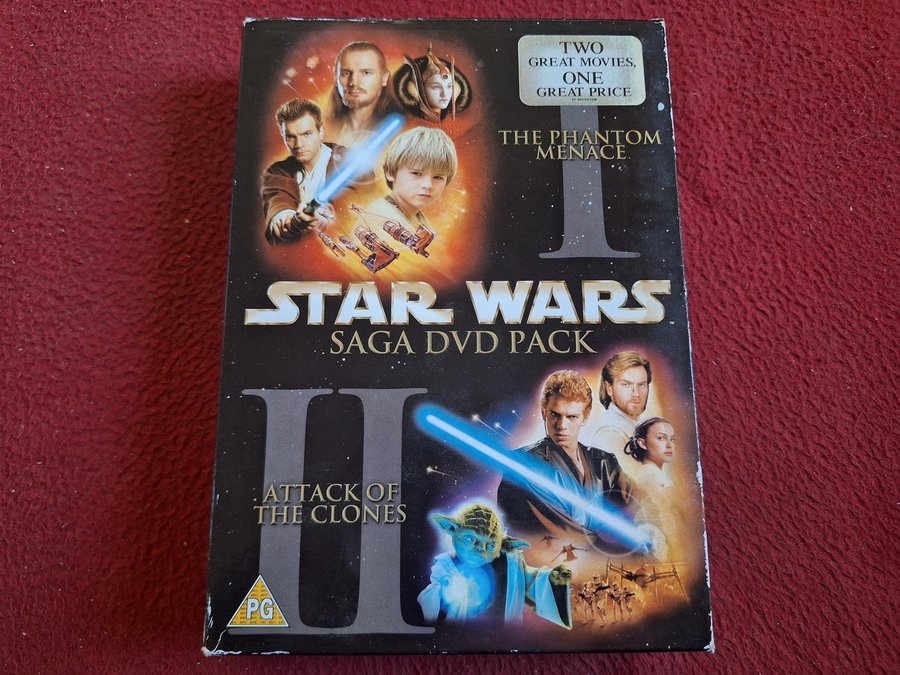 TWO
GREAT MOVIES,
ONE
GREAT PRICE
I
THE PHANTOM
MENACE
STAR WARS
SAGA DVD PACK
II
ATTACK OF
THE CLONES
PG